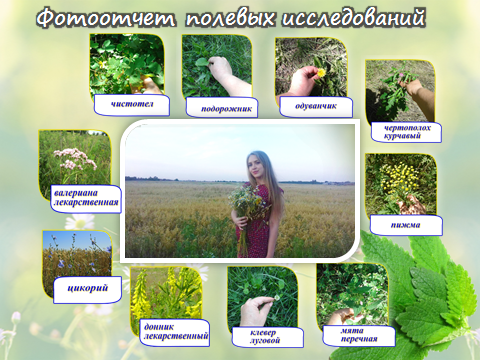 Фотоотчет полевых исследований
чистотел
подорожник
одуванчик
чертополох
курчавый
валериана
лекарственная
пижма
цикорий
донник
лекарственный
клевер
луговой
мята
перечная